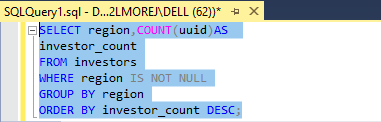 SQLQuery1.sql - D...2LMOREJ\DELL (62))*
SELECT region,COUNT(uuid)AS
investor_count
FROM investors
WHERE region IS NOT NULL
GROUP BY region
ORDER BY investor_count DESC;